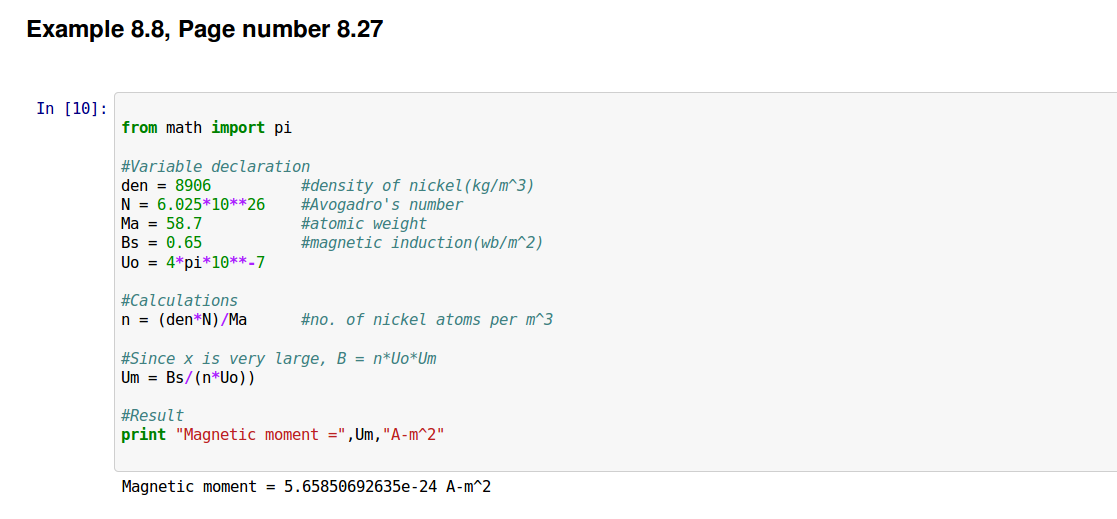 Example 8.8, Page number 8.27
In [10]:
from math import pi
#Variable declaration
den = 8906          #density of nickel(kg/m^3)
N = 6.025*10**26    #Avogadro's number
Ma = 58.7           #atomic weight
Bs = 0.65           #magnetic induction(wb/m^2)
Uo = 4*pi*10**-7
#Calculations
n = (den*N)/Ma      #no. of nickel atoms per m^3
#Since x is very large, B = n*Uo*Um
Um = Bs/(n*Uo))
#Result
print "Magnetic moment =",Um,"A-m^2"
Magnetic moment = 5.65850692635e-24 A-m^2